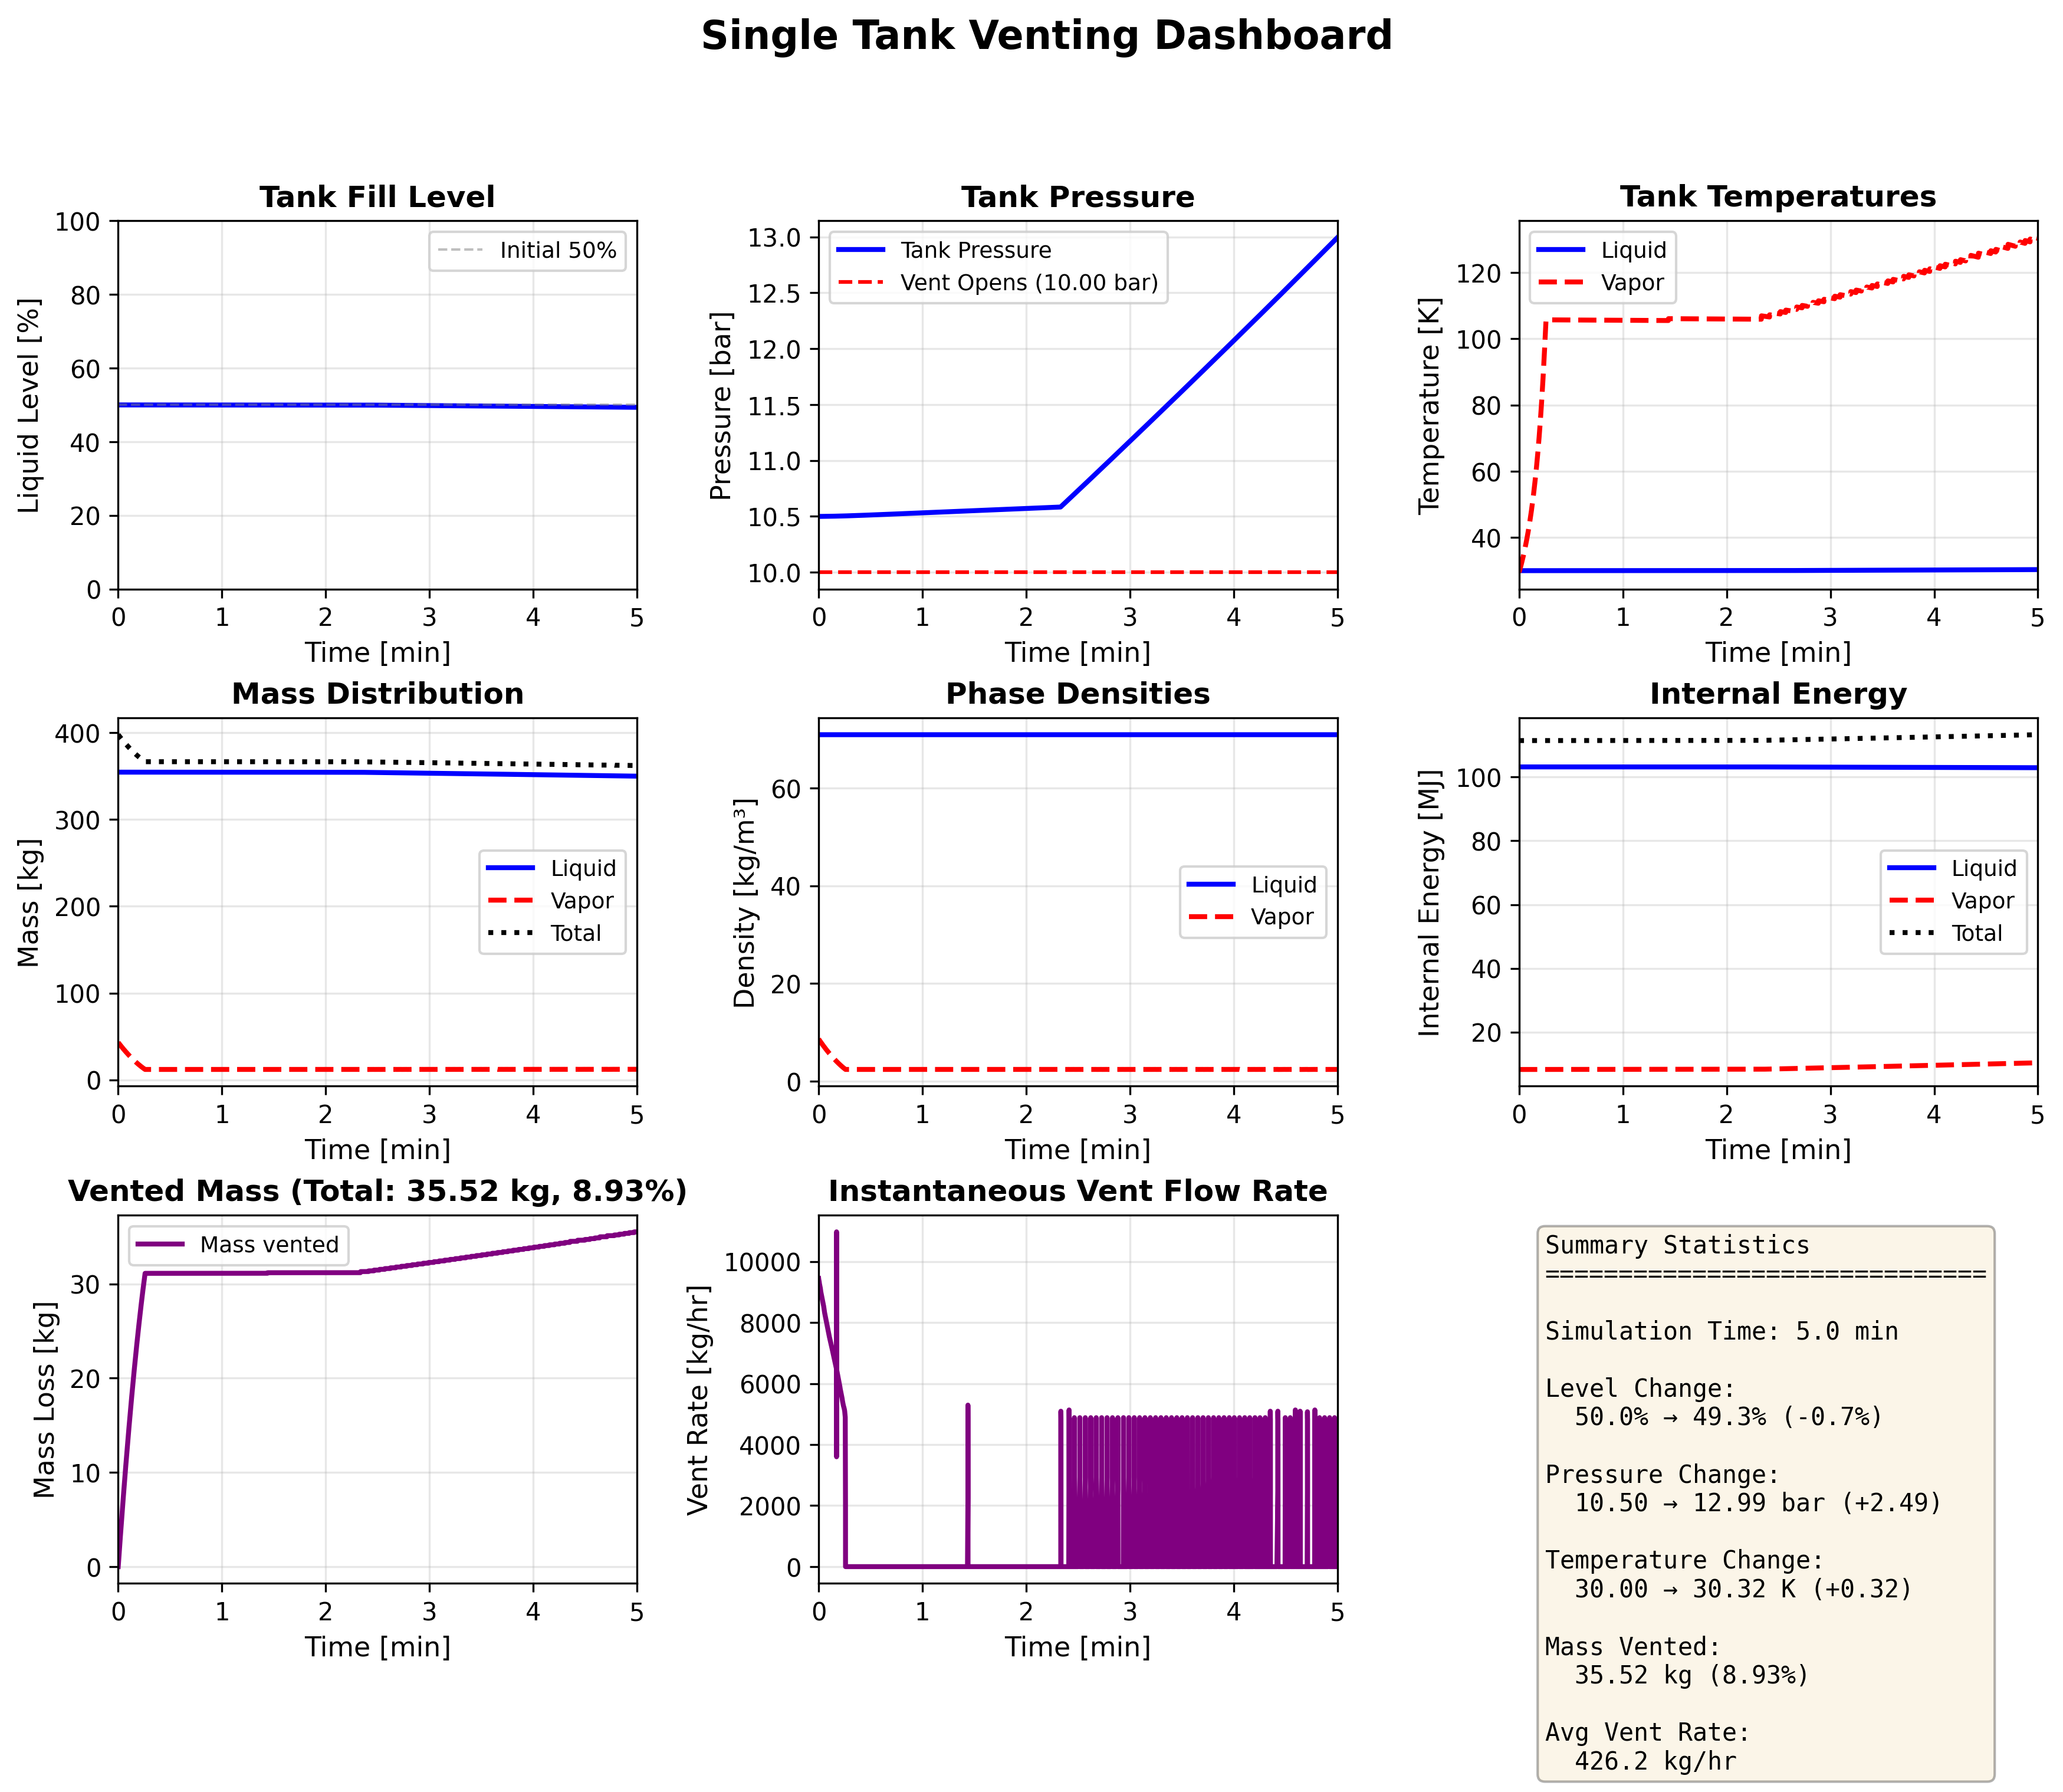 Single Tank Venting Dashboard
Tank Fill Level
Liquid Level [%]
100
80
60
40
20
0
Initial 50%
0 1 2 3 4 5
Time [min]
Tank Pressure
Pressure [bar]
13.0
12.5
12.0
11.5
11.0
10.5
10.0
Tank Pressure
Vent Opens (10.00 bar)
0 1 2 3 4 5
Time [min]
Tank Temperatures
Temperature [K]
120
100
80
60
40
Liquid
Vapor
0 1 2 3 4 5
Time [min]
Mass Distribution
Mass [kg]
400
300
200
100
0
Liquid
Vapor
Total
0 1 2 3 4 5
Time [min]
Phase Densities
Density [kg/m³]
60
40
20
0
Liquid
Vapor
0 1 2 3 4 5
Time [min]
Internal Energy
Internal Energy [MJ]
100
80
60
40
20
Liquid
Vapor
Total
0 1 2 3 4 5
Time [min]
Vented Mass (Total: 35.52 kg, 8.93%)
Mass Loss [kg]
30
20
10
0
Mass vented
0 1 2 3 4 5
Time [min]
Instantaneous Vent Flow Rate
Vent Rate [kg/hr]
10000
8000
6000
4000
2000
0
0 1 2 3 4 5
Time [min]
Summary Statistics
==============================
Simulation Time: 5.0 min
Level Change:
50.0% → 49.3% (-0.7%)
Pressure Change:
10.50 → 12.99 bar (+2.49)
Temperature Change:
30.00 → 30.32 K (+0.32)
Mass Vented:
35.52 kg (8.93%)
Avg Vent Rate:
426.2 kg/hr